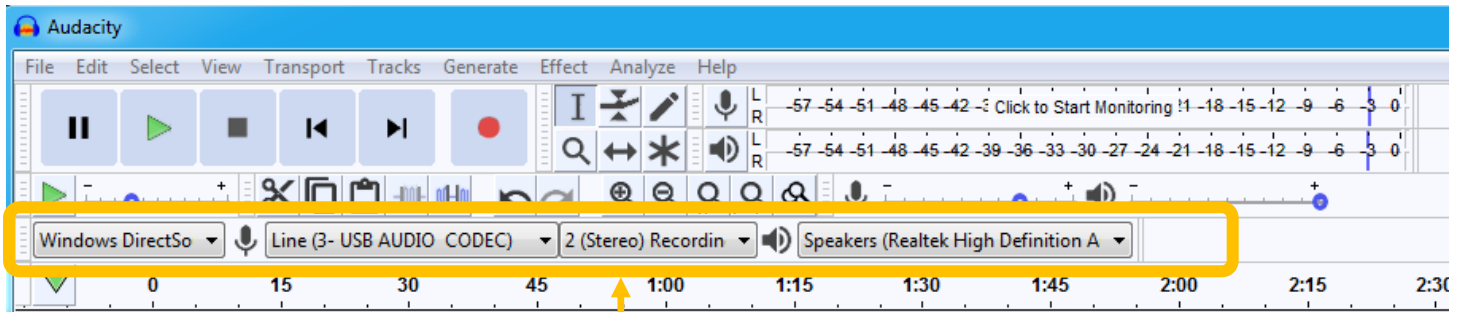 Audacity
File Edit Select View Transport Tracks Generate Effect Analyze Help
L R -57 -54 -51 -48 -45 -42 Click to Start Monitoring -18 -15 -12 -9 -6 -3 0
L R -57 -54 -51 -48 -45 -42 -39 -36 -33 -30 -27 -24 -21 -18 -15 -12 -9 -6 -3 0
- + - + - +
Windows DirectSo Line (3- USB AUDIO CODEC) 2 (Stereo) Recordin Speakers (Realtek High Definition A
0 15 30 45 1:00 1:15 1:30 1:45 2:00 2:15